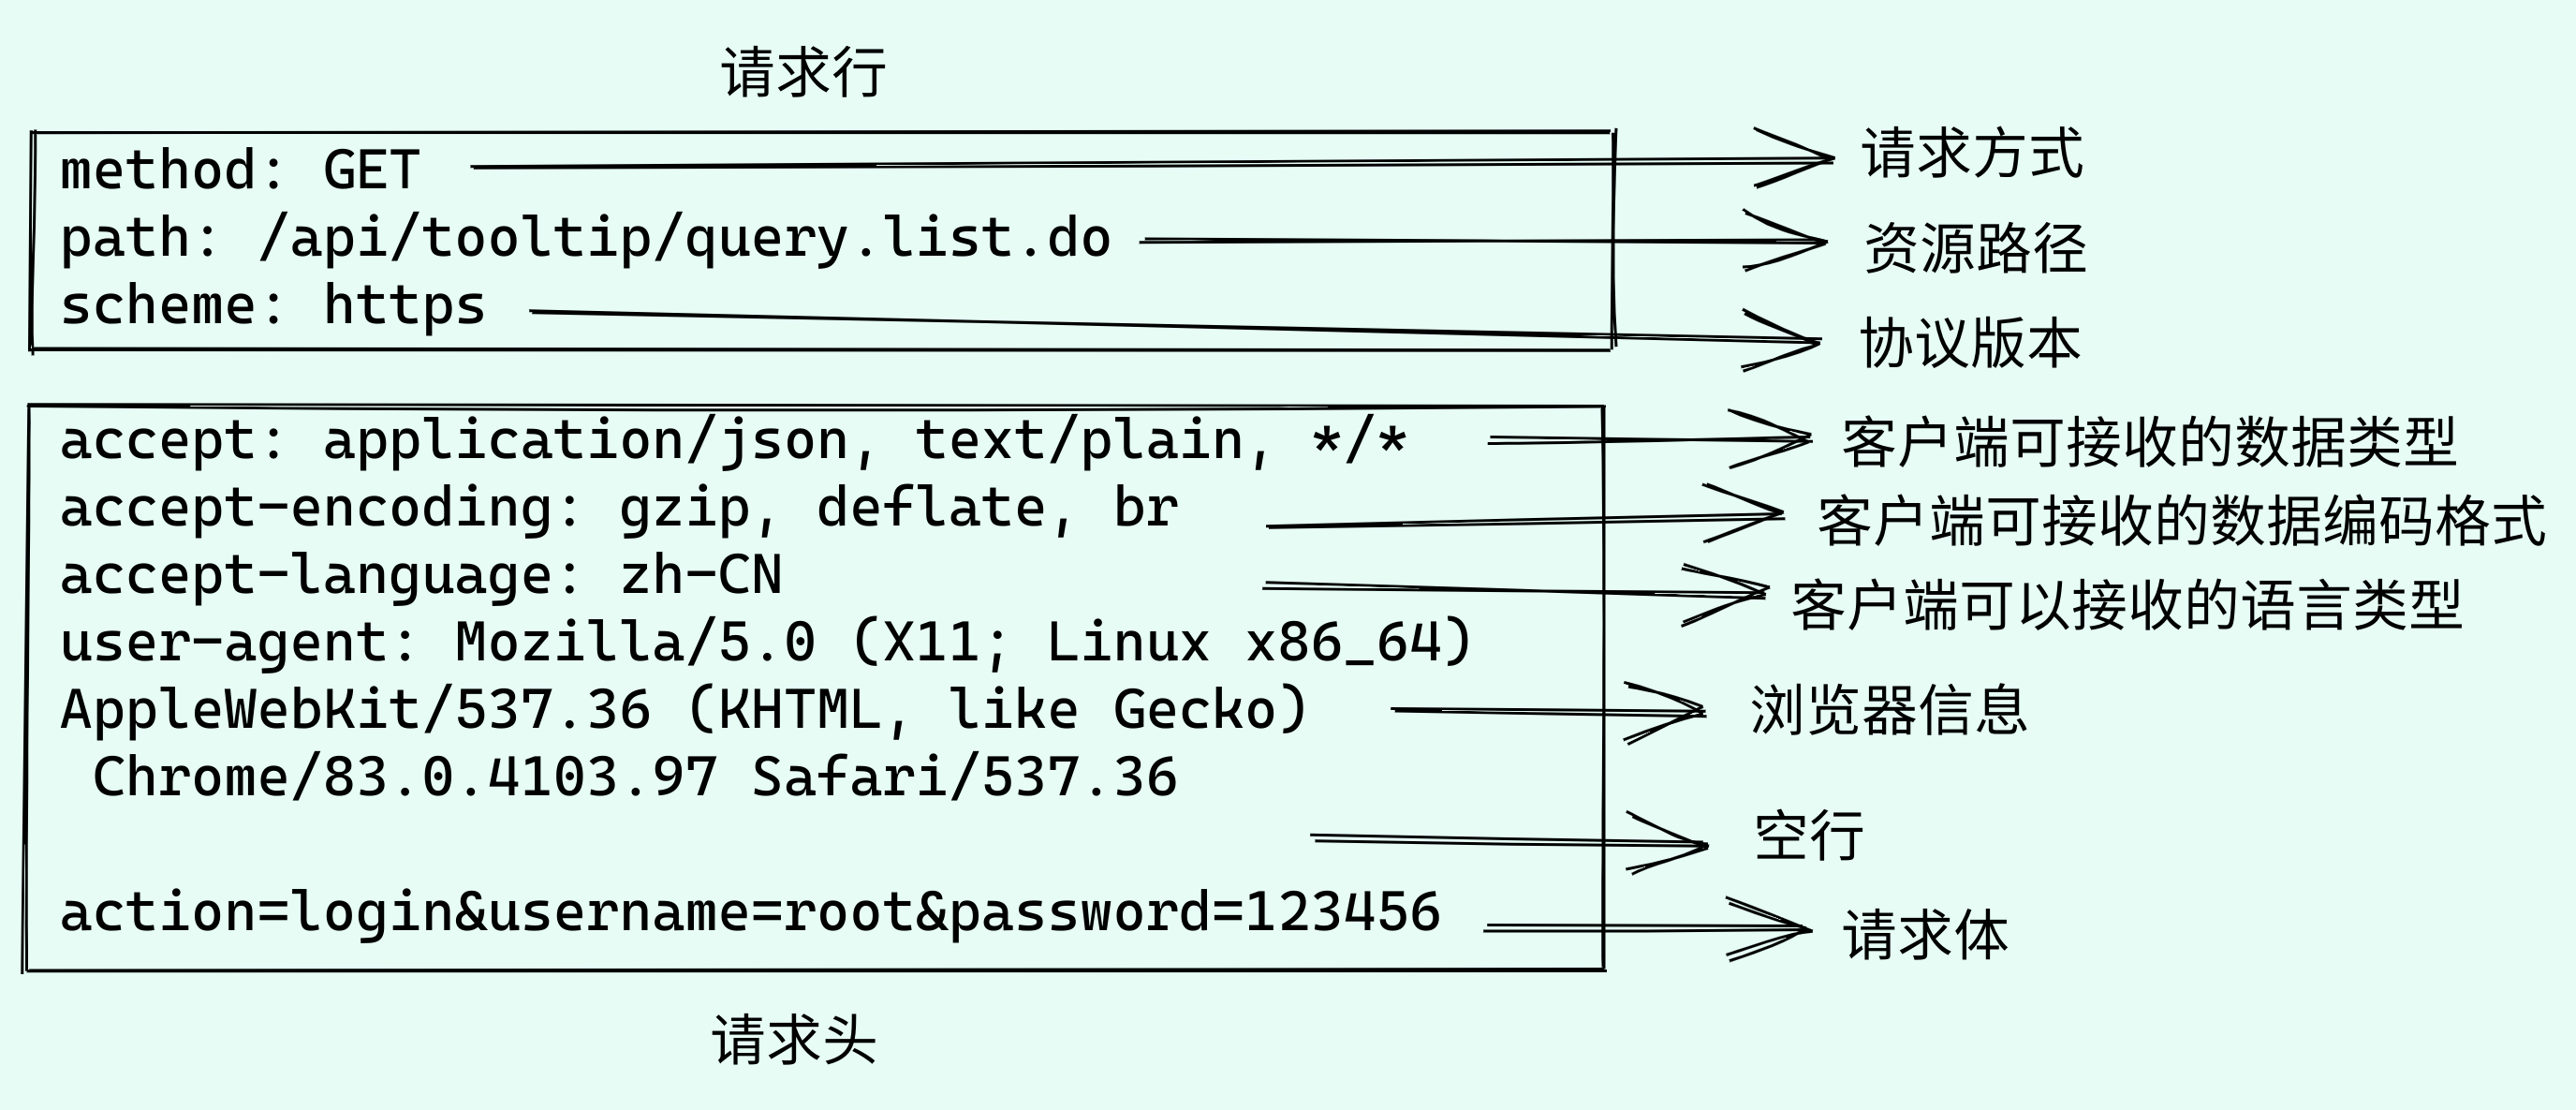 请求行
method: GET
请求方式
path: /api/tooltip/query.list.do
资源路径
scheme: https
协议版本
accept: application/json, text/plain, */*
客户端可接收的数据类型
accept-encoding: gzip, deflate, br
客户端可接收的数据编码格式
accept-language: zh-CN
客户端可以接收的语言类型
user-agent: Mozilla/5.0 (X11; Linux x86_64)
AppleWebKit/537.36 (KHTML, like Gecko)
浏览器信息
Chrome/83.0.4103.97 Safari/537.36
空行
action=login&username=root&password=123456
请求体
请求头